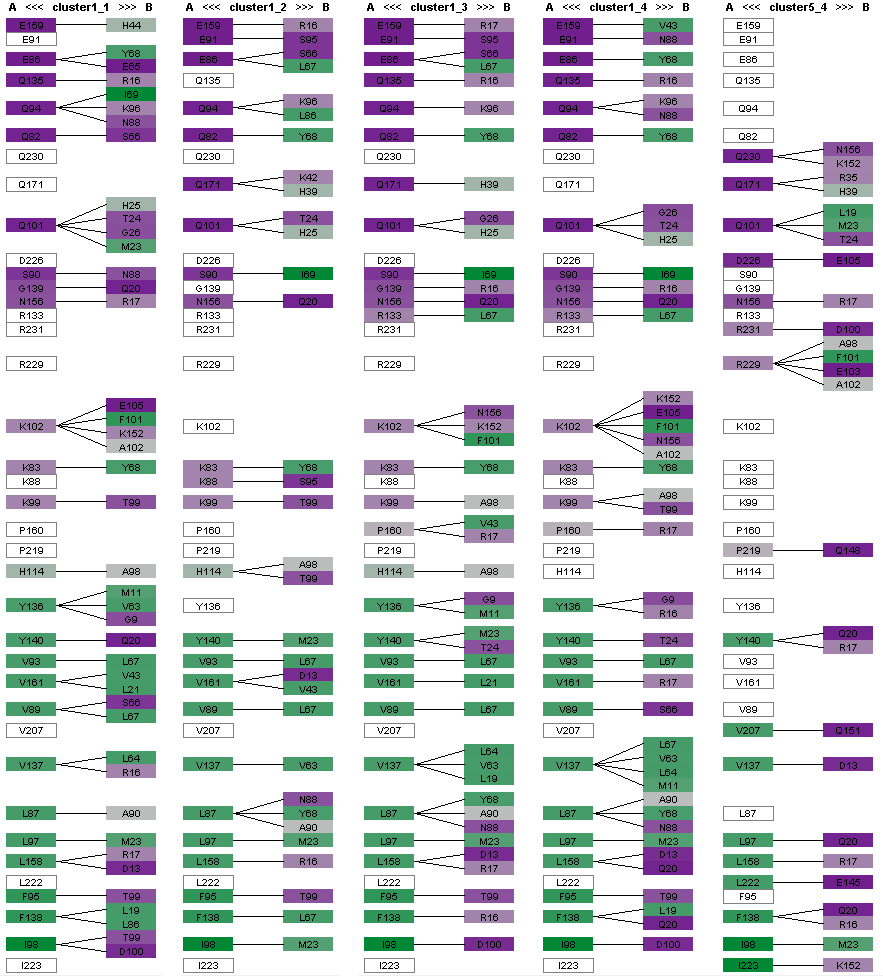 A <<< cluster1_1 >>> B
E159 H44
E91
E86 Y68 E65
Q135 R16
Q94 I69 K96 N88
Q82 S66
Q230
Q171
Q101 H25 T24 G26 M23
D226
S90 N88
G139 Q20
N156 R17
R133
R231
R229
K102 E105 F101 K152 A102
K83 Y68
K88
K99 T99
P160
P219
H114 A98
Y136 M11 V63 G9
Y140 Q20
V93 L67
V161 V43 L21
V89 S66 L67
V207
V137 L64 R16
L87 A90
L97 M23
L158 R17 D13
L222
F95 T99
F138 L19 L86
I98 T99 D100
I223
A <<< cluster1_2 >>> B
E159 R16
E91 S95
E86 S66 L67
Q135
Q94 K96 L86
Q82 Y68
Q230
Q171 K42 H39
Q101 T24 H25
D226
S90 I69
G139
N156 Q20
R133
R231
R229
K102
K83 Y68
K88 S95
K99 T99
P160
P219
H114 A98 T99
Y136
Y140 M23
V93 L67
V161 D13 V43
V89 L67
V207
V137 V63
L87 N88 Y68 A90
L97 M23
L158 R16
L222
F95 T99
F138 L67
I98 M23
I223
A <<< cluster1_3 >>> B
E159 R17
E91 S95
E86 S66 L67
Q135 R16
Q94 K96
Q82 Y68
Q230
Q171 H39
Q101 G26 H25
D226
S90 I69
G139 R16
N156 Q20
R133 L67
R231
R229
K102 N156 K152 F101
K83 Y68
K88
K99 A98
P160 V43 R17
P219
H114 A98
Y136 G9 M11
Y140 M23 T24
V93 L67
V161 L21
V89 L67
V207
V137 L64 V63 L19
L87 Y68 A90 N88
L97 M23
L158 D13 R17
L222
F95 T99
F138 R16
I98 D100
I223
A <<< cluster1_4 >>> B
E159 V43
E91 N88
E86 Y68
Q135 R16
Q94 K96 N88
Q82 Y68
Q230
Q171
Q101 G26 T24 H25
D226
S90 I69
G139 R16
N156 Q20
R133 L67
R231
R229
K102 K152 E105 F101 N156 A102
K83 Y68
K88
K99 A98 T99
P160 R17
P219
H114
Y136 G9 R16
Y140 T24
V93 L67
V161 R17
V89 S66
V207
V137 L67 V63 L64 M11
L87 A90 Y68 N88
L97 M23
L158 D13 Q20
L222
F95 T99
F138 L19 Q20
I98 D100
I223
A <<< cluster5_4 >>> B
E159
E91
E86
Q135
Q94
Q82
Q230 N156 K152
Q171 R35 H39
Q101 L19 M23 T24
D226 E105
S90
G139
N156 R17
R133
R231 D100
R229 A98 F101 E103 A102
K102
K83
K88
K99
P160
P219 Q148
H114
Y136
Y140 Q20 R17
V93
V161
V89
V207 Q151
V137 D13
L87
L97 Q20
L158 R17
L222 E145
F95
F138 Q20 R16
I98 M23
I223 K152